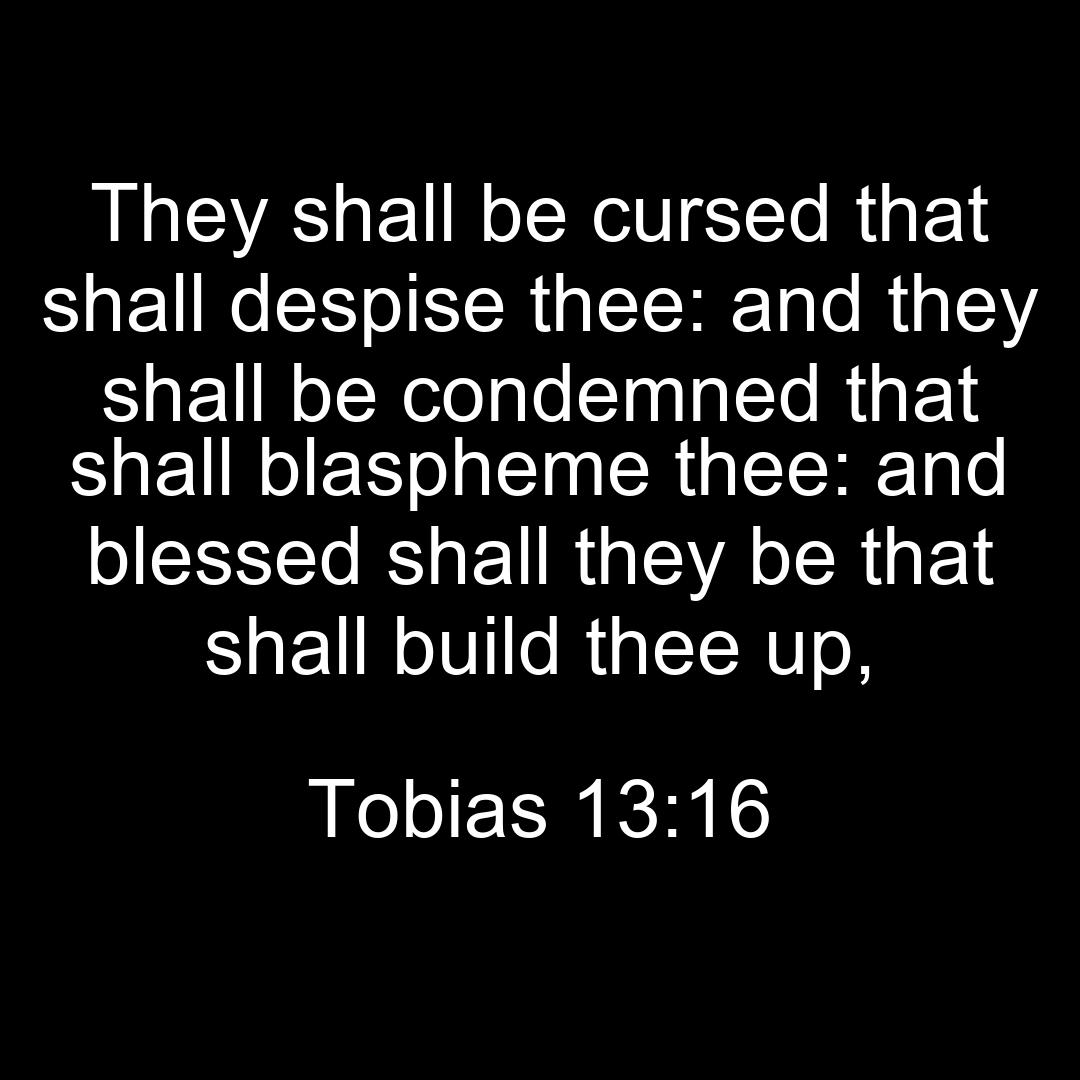 They shall be cursed that
shall despise thee: and they
shall be condemned that
shall blaspheme thee: and
blessed shall they be that
shall build thee up,
Tobias 13:16